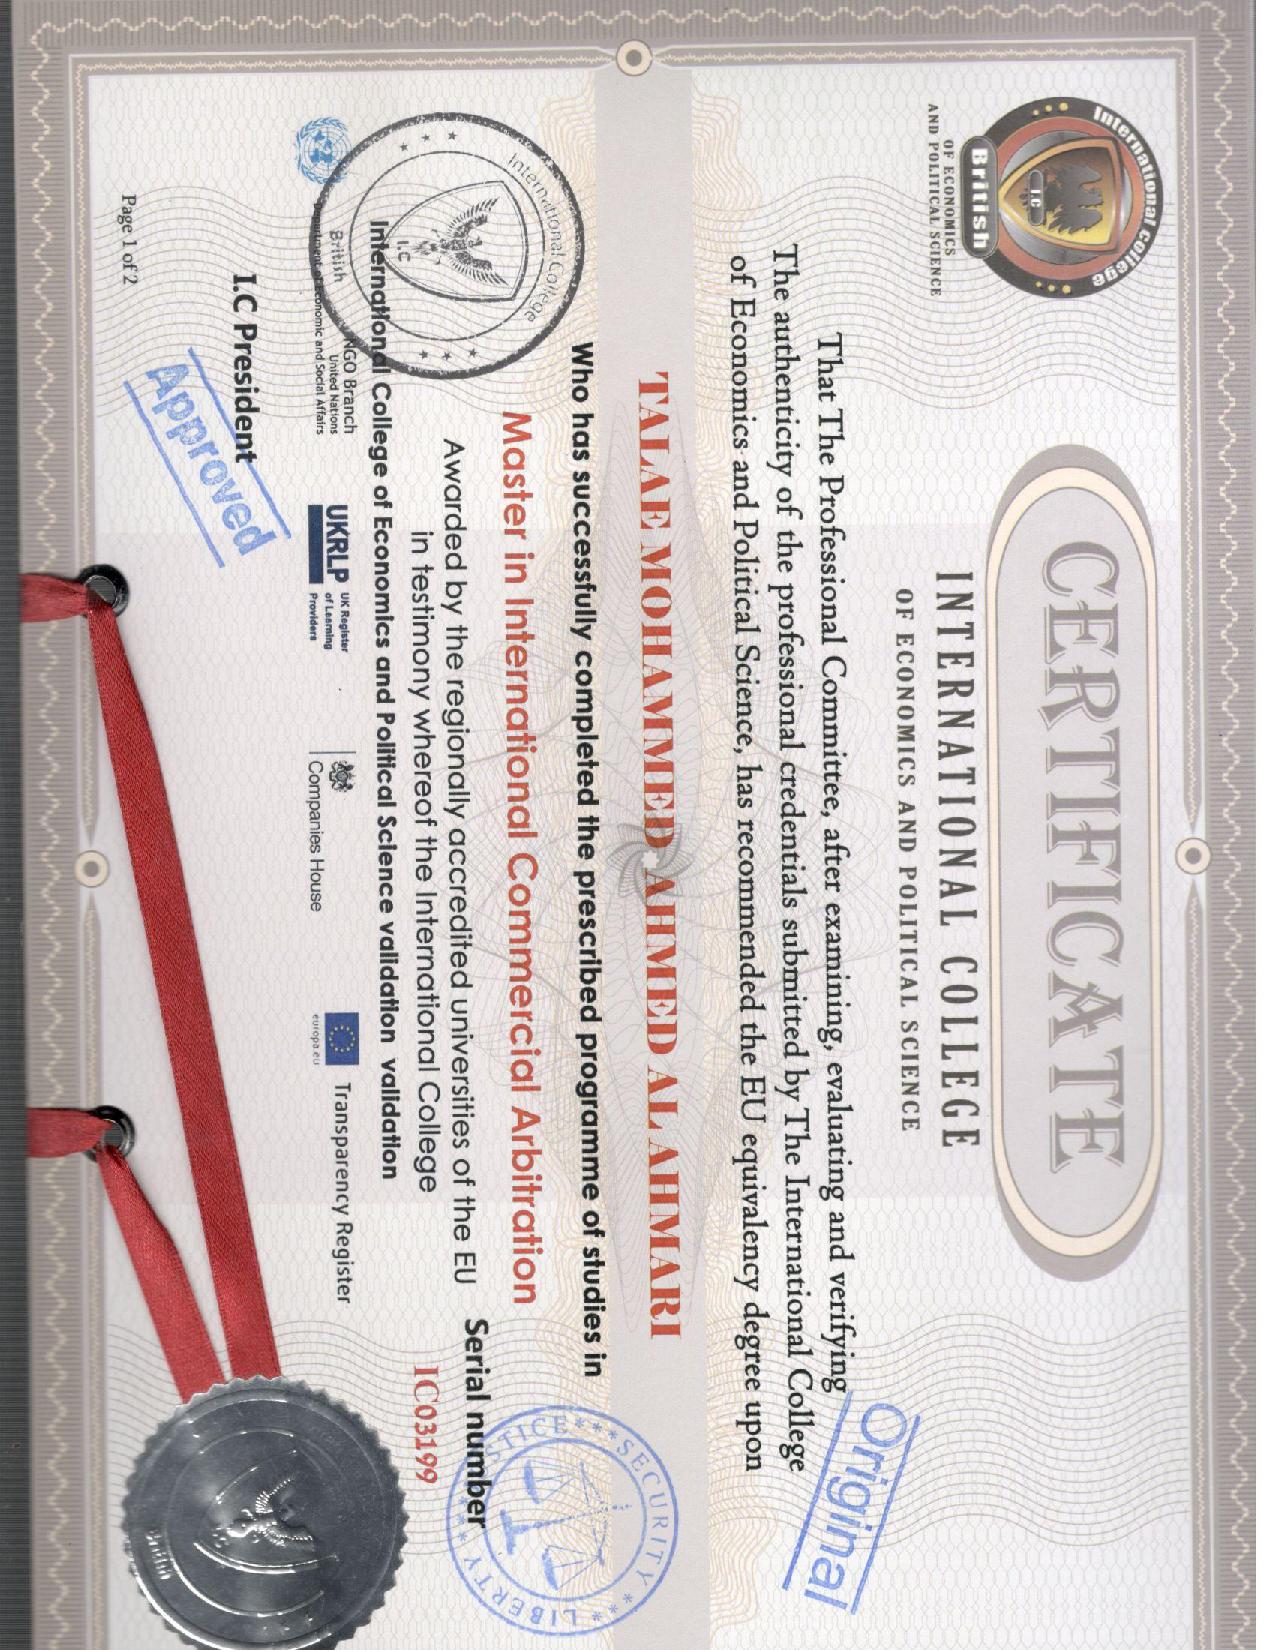 International college
I.C
British
OF ECONOMICS
AND POLITICAL SCIENCE
CERTIFICATE
INTERNATIONAL COLLEGE
OF ECONOMICS AND POLITICAL SCIENCE
Original
That The Professional Committee, after examining, evaluating and verifying
The authenticity of the professional credentials submitted by The International College
of Economics and Political Science, has recommended the EU equivalency degree upon
TALAE MOHAMMED AHMED AL AHMARI
Who has successfully completed the prescribed programme of studies in
Master in International Commercial Arbitration
Awarded by the regionally accredited universities of the EU
in testimony whereof the International College
International College of Economics and Political Science validation validation
Serial number
IC03199
SECURITY *** LIBERTY
International College
I.C
British
NGO Branch
United Nations
Department of Economic and Social Affairs
UKRLP
UK Register
of Learning
Providers
Companies House
europa.eu
Transparency Register
I.C President
Approved
British
Page 1 of 2